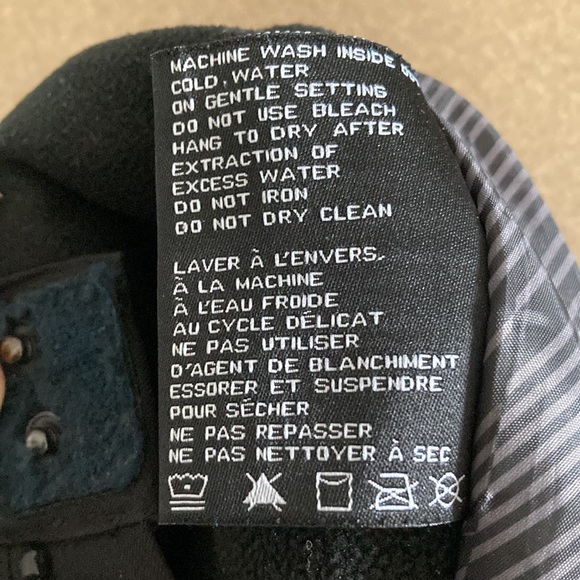 MACHINE WASH INSIDE
COLD, WATER
ON GENTLE SETTING
DO NOT USE BLEACH
HANG TO DRY AFTER
EXTRACTION OF
EXCESS WATER
DO NOT IRON
DO NOT DRY CLEAN
LAVER À L'ENVERS,
À LA MACHINE
À L'EAU FROIDE
AU CYCLE DÉLICAT
NE PAS UTILISER
D'AGENT DE BLANCHIMENT
ESSORER ET SUSPENDRE
POUR SÉCHER
NE PAS REPASSER
NE PAS NETTOYER À SEC